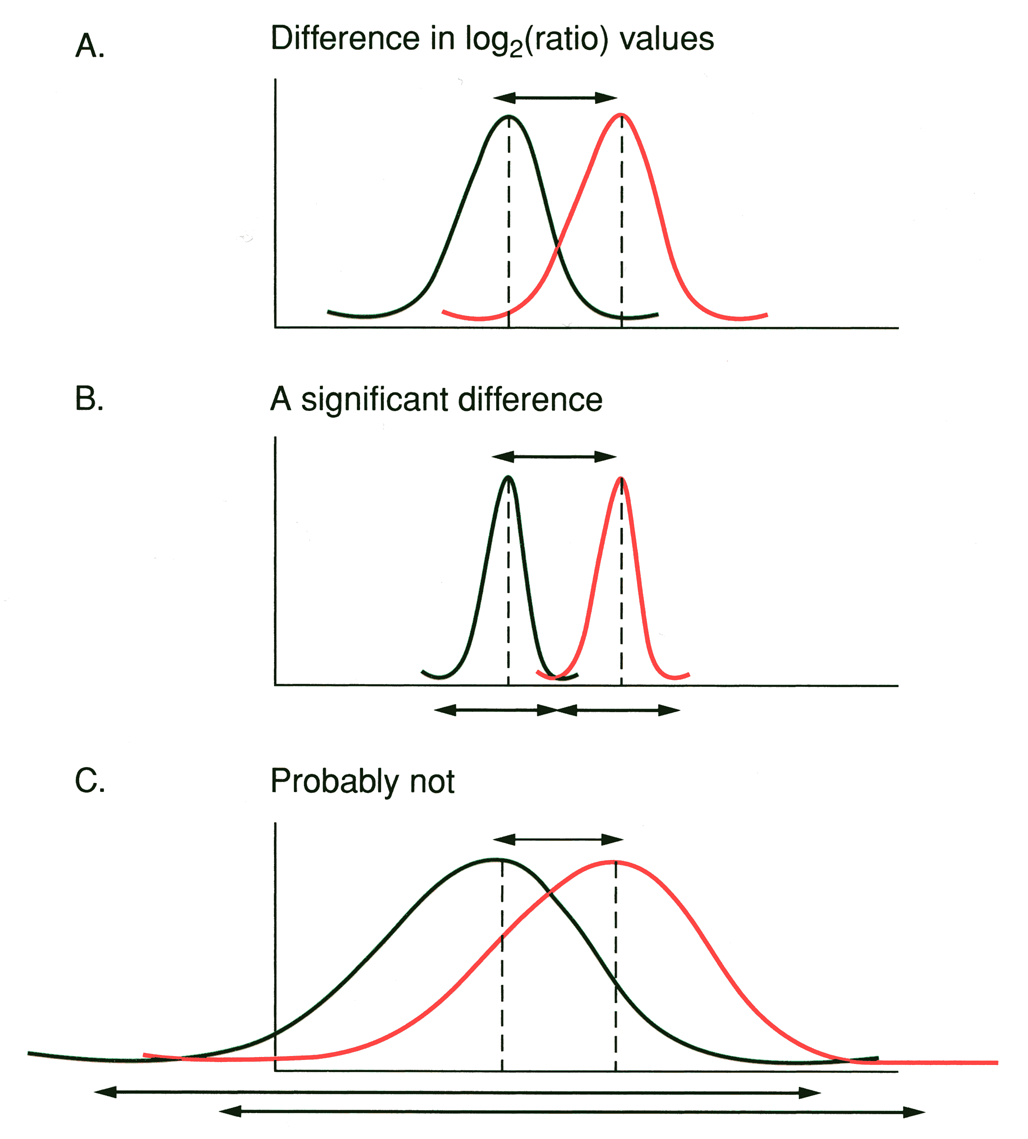 A. Difference in log₂(ratio) values
B. A significant difference
C. Probably not